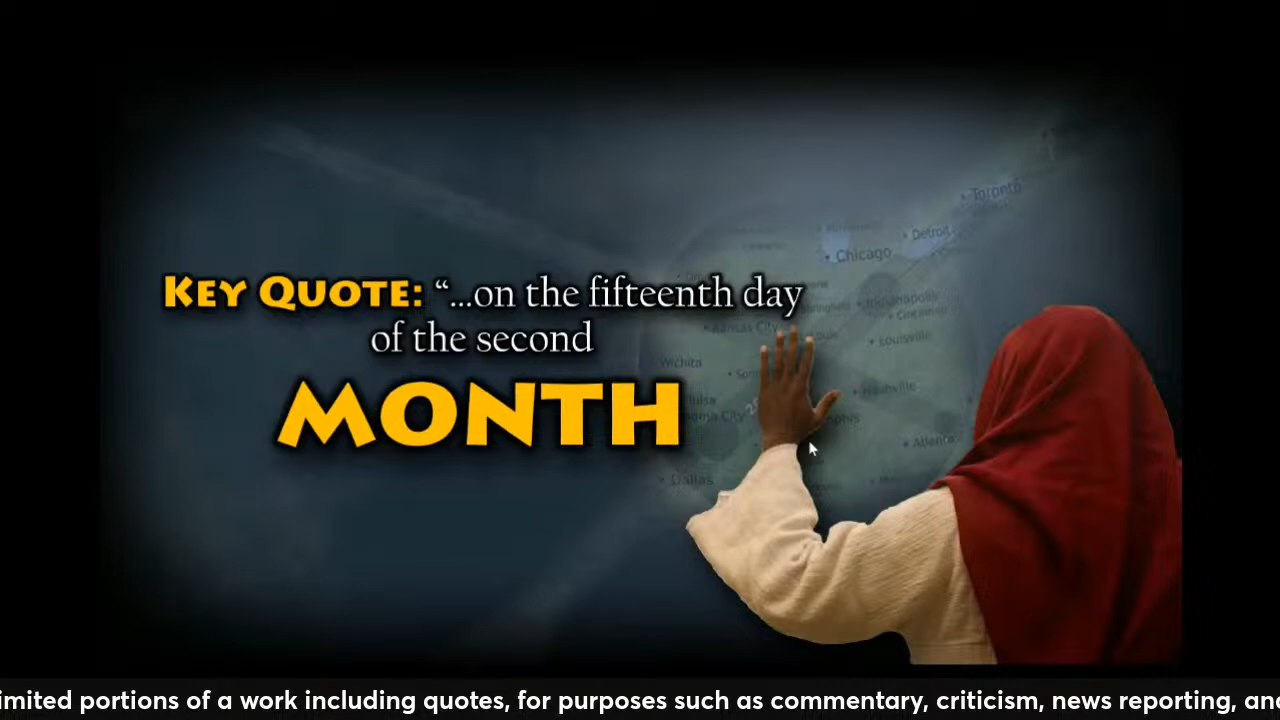 Toronto
Detroit
Chicago
KEY QUOTE: “...on the fifteenth day
Indianapolis
Cincinnati
Kansas City
of the second
Louisville
Wichita
Nashville
MONTH
Atlanta
Dallas
imited portions of a work including quotes, for purposes such as commentary, criticism, news reporting, and